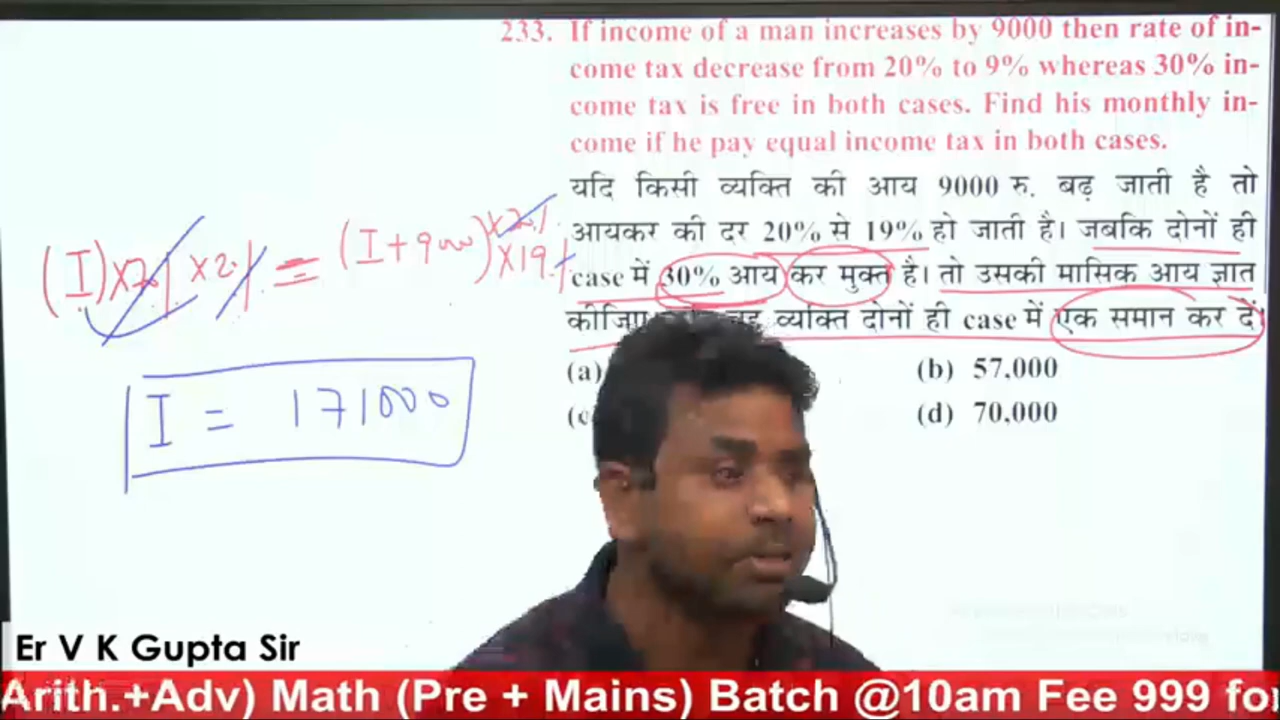 233. If income of a man increases by 9000 then rate of in-
come tax decrease from 20% to 9% whereas 30% in-
come tax is free in both cases. Find his monthly in-
come if he pay equal income tax in both cases.
यदि किसी व्यक्ति की आय 9000 रु. बढ़ जाती है तो
आयकर की दर 20% से 19% हो जाती है। जबकि दोनों ही
case में 30% आय कर मुक्त है। तो उसकी मासिक आय ज्ञात
कीजिए व्यक्ति दोनों ही case में एक समान कर दें
(a) (b) 57,000
(d) 70,000
= (I+9000) ×19%
I = 171000
Er V K Gupta Sir
Arith.+Adv) Math (Pre + Mains) Batch @10am Fee 999 for